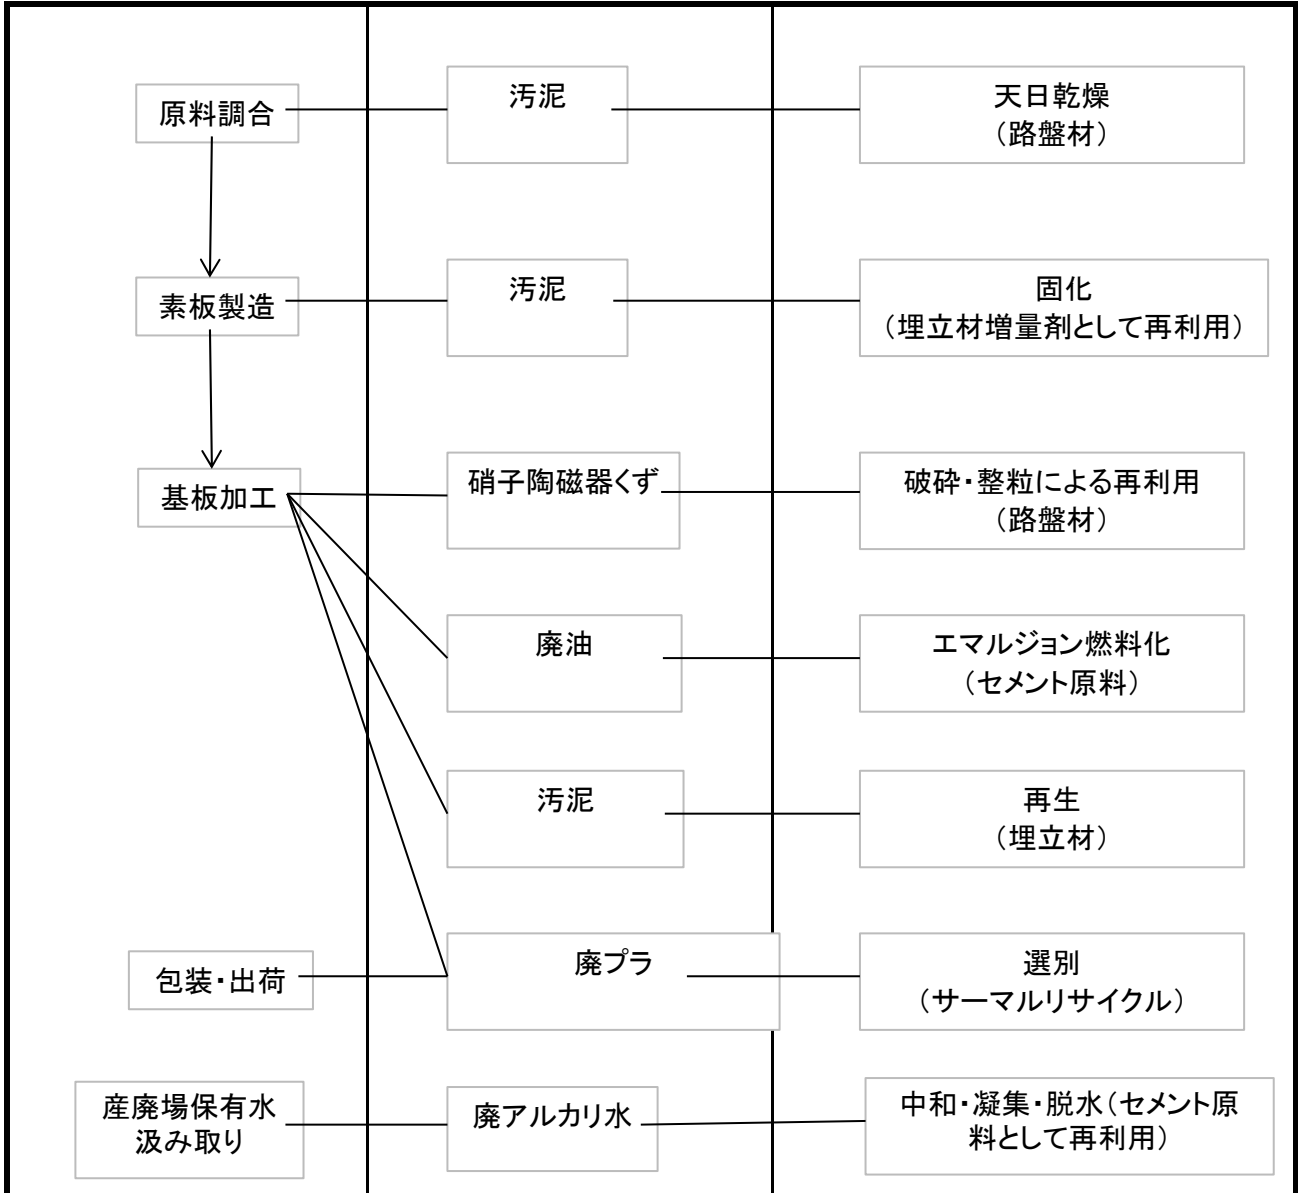 原料調合
汚泥
天日乾燥
（路盤材）
素板製造
汚泥
固化
（埋立材増量剤として再利用）
基板加工
硝子陶磁器くず
破砕・整粒による再利用
（路盤材）
廃油
エマルジョン燃料化
（セメント原料）
汚泥
再生
（埋立材）
包装・出荷
廃プラ
選別
（サーマルリサイクル）
産廃場保有水
汲み取り
廃アルカリ水
中和・凝集・脱水（セメント原
料として再利用）